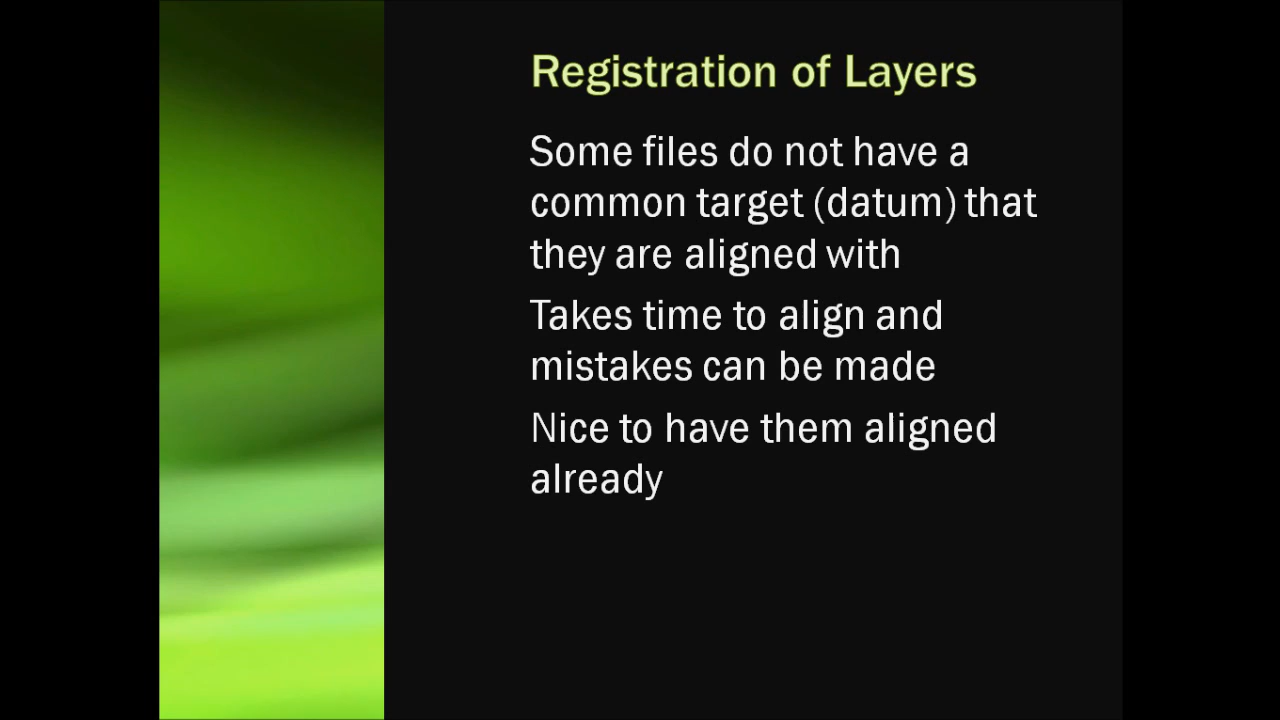 Registration of Layers
Some files do not have a
common target (datum) that
they are aligned with
Takes time to align and
mistakes can be made
Nice to have them aligned
already